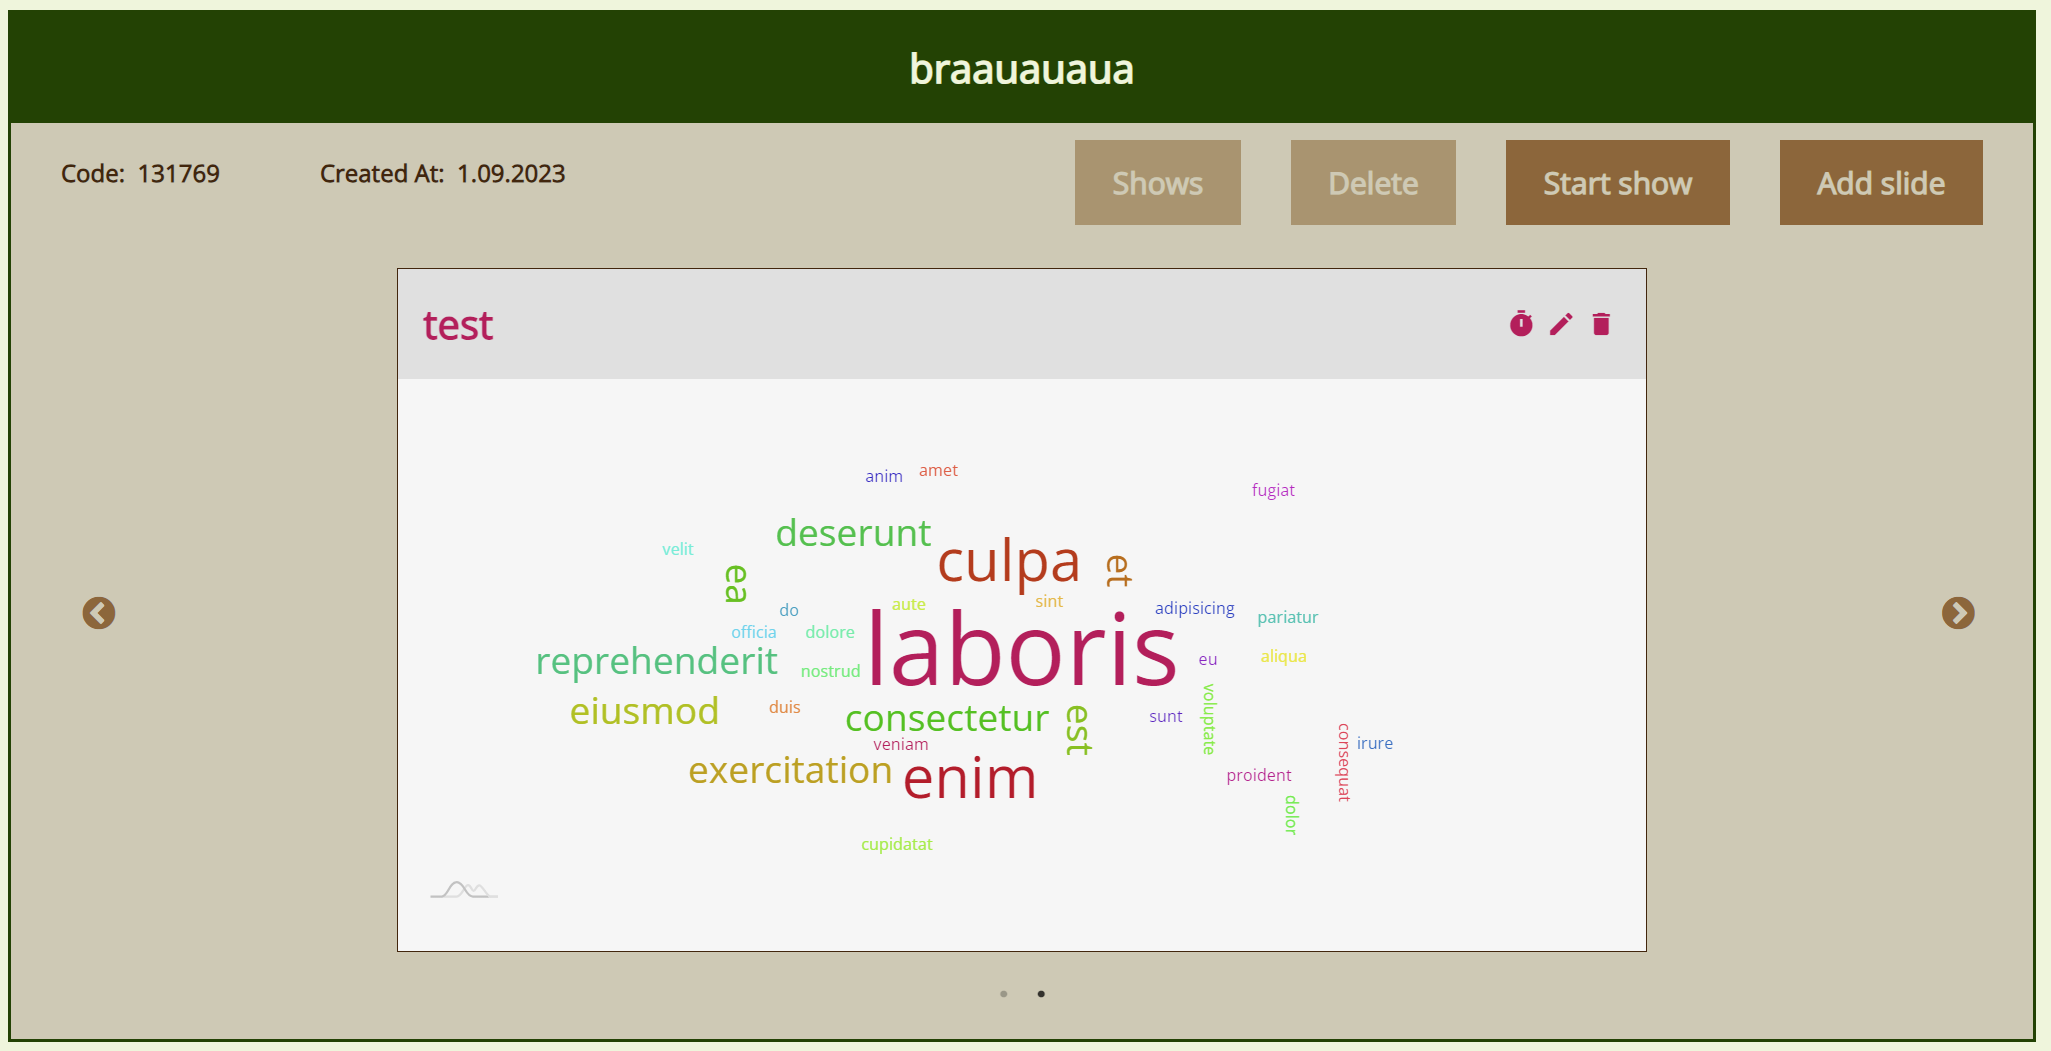 braauauaua
Code: 131769
Created At: 1.09.2023
Shows
Delete
Start show
Add slide
test
anim
amet
fugiat
deserunt
culpa
et
velit
ea
do
aute
sint
adipisicing
pariatur
officia
dolore
laboris
reprehenderit
nostrud
eu
aliqua
eiusmod
duis
consectetur
est
sunt
voluptate
veniam
consequat
irure
exercitation
enim
proident
dolor
cupidatat